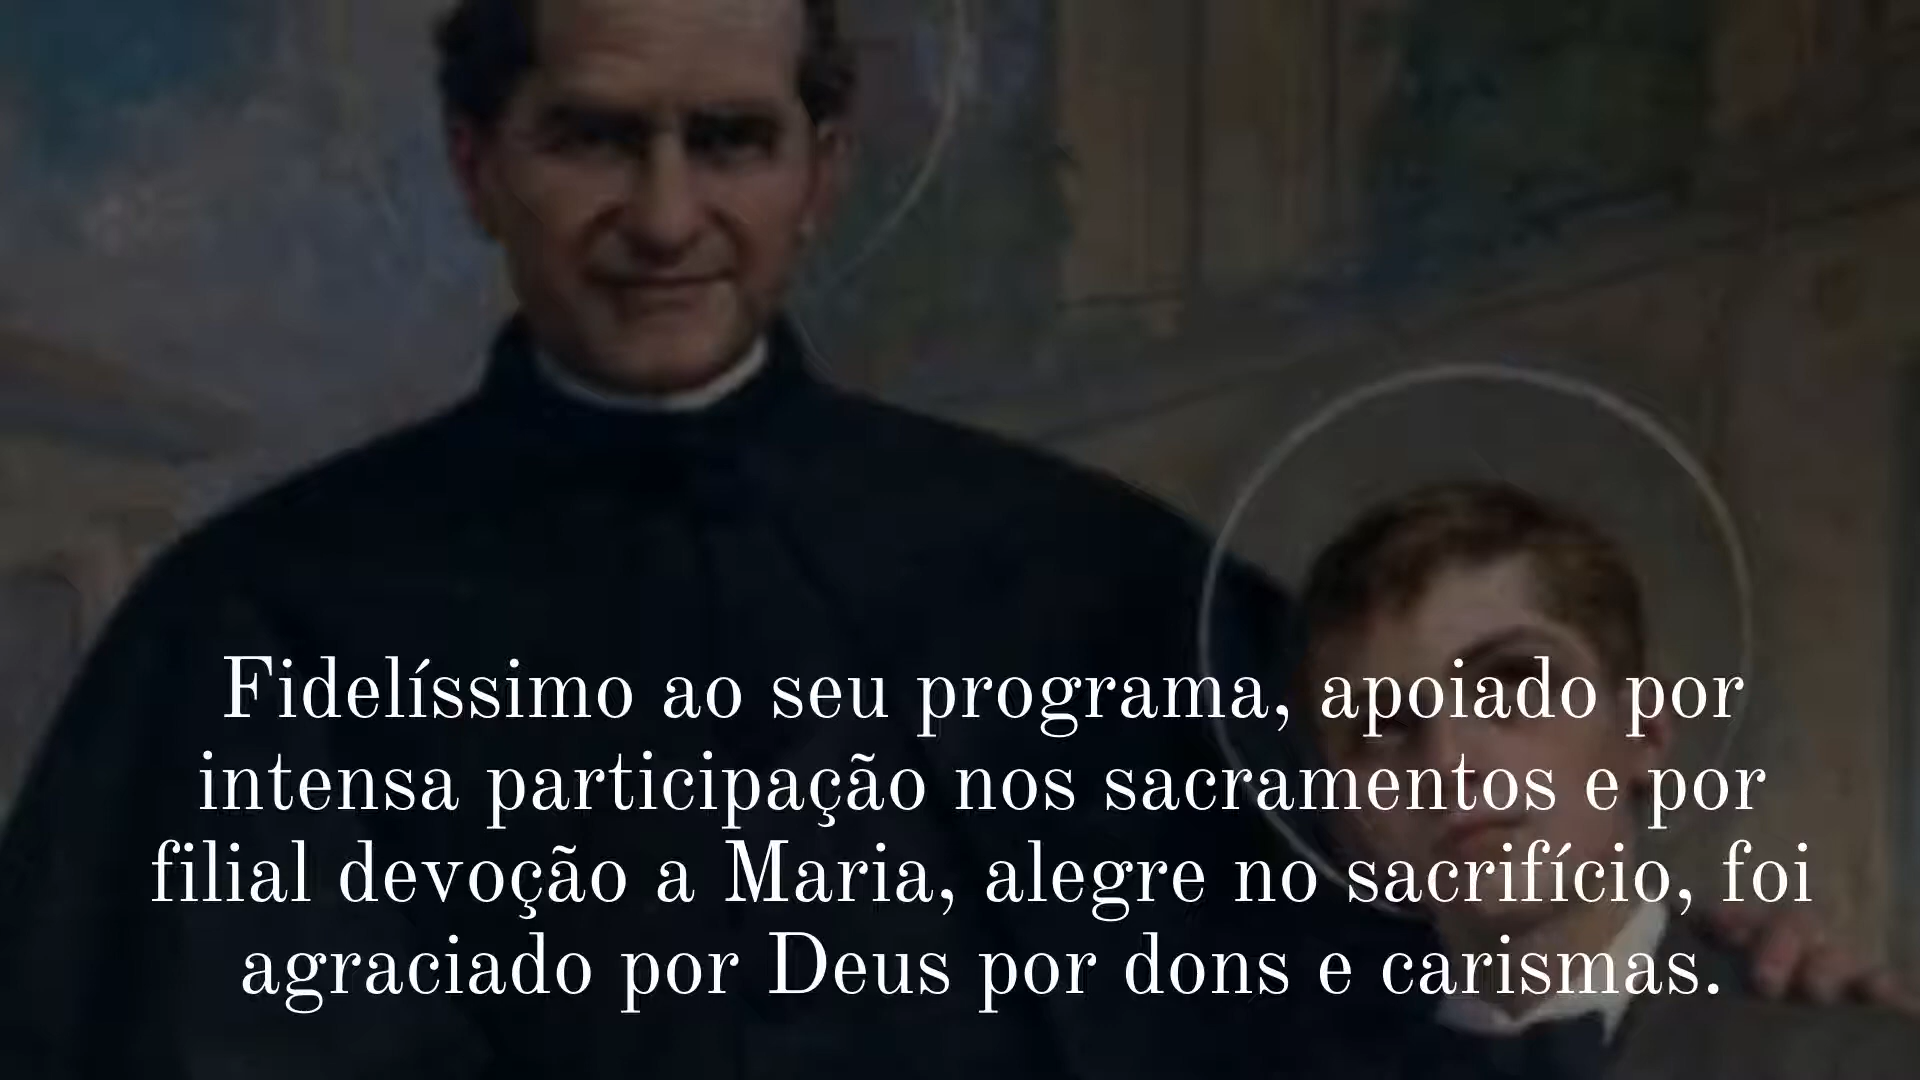 Fidelíssimo ao seu programa, apoiado por
intensa participação nos sacramentos e por
filial devoção a Maria, alegre no sacrifício, foi
agraciado por Deus por dons e carismas.